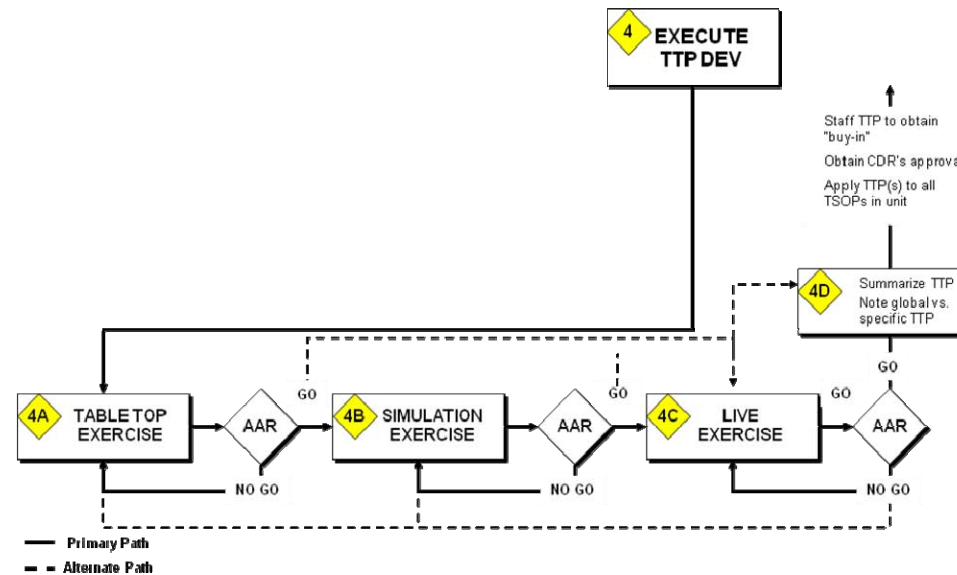 4
EXECUTE
TTP DEV
Staff TTP to obtain
"buy-in"
Obtain CDR's approva
Apply TTP(s) to all
TSOPs in unit
4D
Summarize TTP
Note global vs.
specific TTP
GO
GO
GO
GO
4A
TABLE TOP
EXERCISE
AAR
4B
SIMULATION
EXERCISE
AAR
4C
LIVE
EXERCISE
AAR
NO GO
NO GO
NO GO
Primary Path
Alternate Path